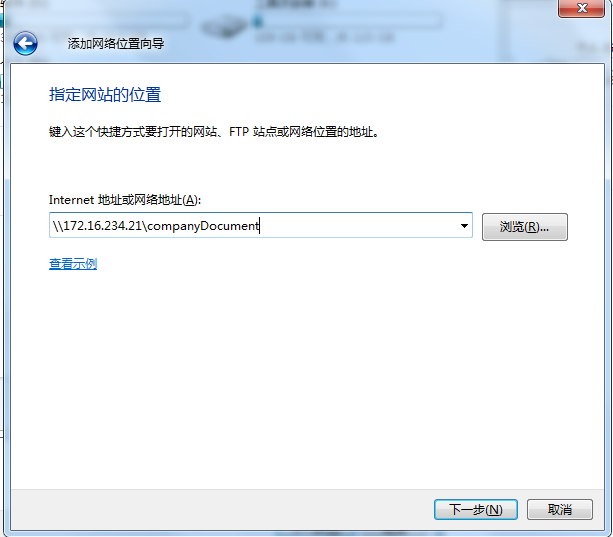 添加网络位置向导
指定网站的位置
键入这个快捷方式要打开的网站、FTP 站点或网络位置的地址。
Internet 地址或网络地址(A):
\\172.16.234.21\companyDocument
浏览(R)...
查看示例
下一步(N)
取消